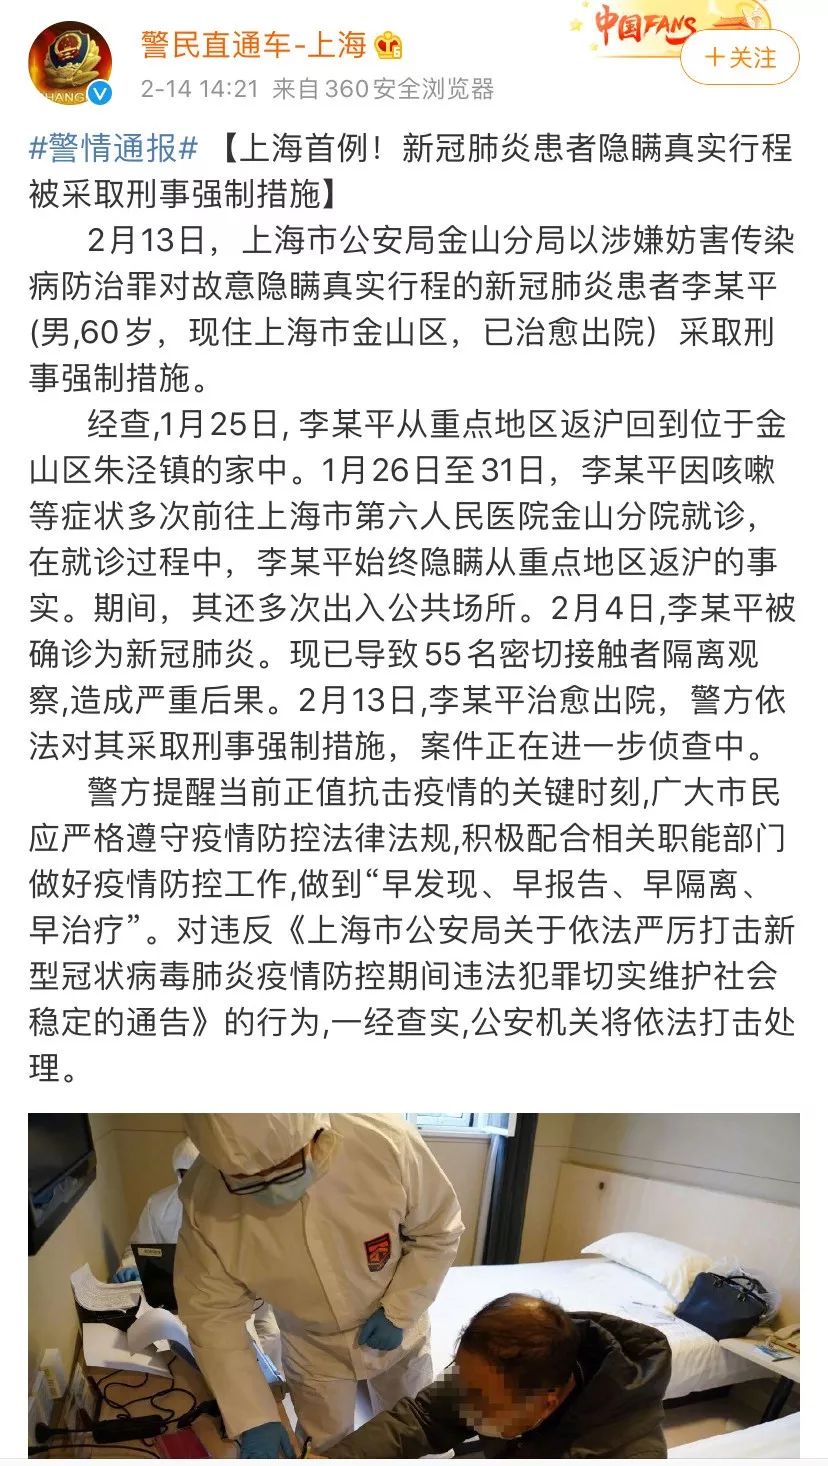 中国FANS
警民直通车-上海
+关注
2-14 14:21 来自360安全浏览器
HANG
#警情通报# 【上海首例！新冠肺炎患者隐瞒真实行程
被采取刑事强制措施】
2月13日，上海市公安局金山分局以涉嫌妨害传染
病防治罪对故意隐瞒真实行程的新冠肺炎患者李某平
(男,60岁，现住上海市金山区，已治愈出院）采取刑
事强制措施。
经查,1月25日, 李某平从重点地区返沪回到位于金
山区朱泾镇的家中。1月26日至31日，李某平因咳嗽
等症状多次前往上海市第六人民医院金山分院就诊，
在就诊过程中，李某平始终隐瞒从重点地区返沪的事
实。期间，其还多次出入公共场所。2月4日,李某平被
确诊为新冠肺炎。现已导致55名密切接触者隔离观
察,造成严重后果。2月13日,李某平治愈出院，警方依
法对其采取刑事强制措施，案件正在进一步侦查中。
警方提醒当前正值抗击疫情的关键时刻,广大市民
应严格遵守疫情防控法律法规,积极配合相关职能部门
做好疫情防控工作,做到“早发现、早报告、早隔离、
早治疗”。对违反《上海市公安局关于依法严厉打击新
型冠状病毒肺炎疫情防控期间违法犯罪切实维护社会
稳定的通告》的行为,一经查实,公安机关将依法打击处
理。